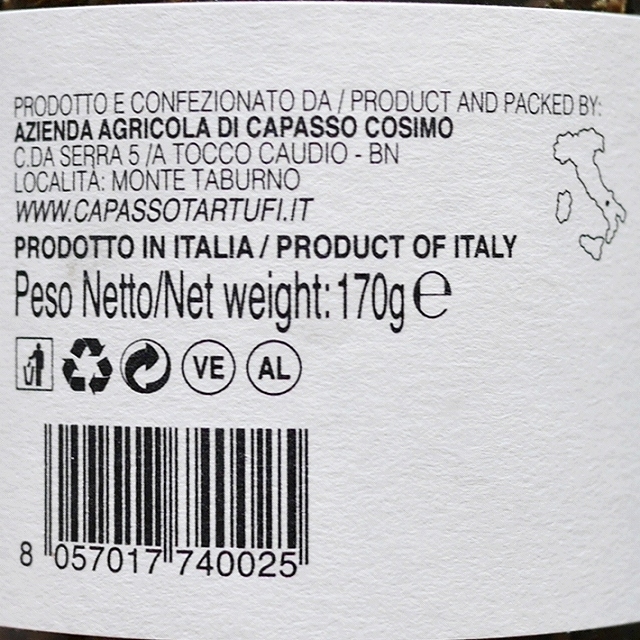 PRODOTTO E CONFEZIONATO DA / PRODUCT AND PACKED BY:
AZIENDA AGRICOLA DI CAPASSO COSIMO
C.DA SERRA 5 /A TOCCO CAUDIO - BN
LOCALITÀ: MONTE TABURNO
WWW.CAPASSOTARTUFI.IT
PRODOTTO IN ITALIA / PRODUCT OF ITALY
Peso Netto/Net weight: 170g ℮
VE AL
8 057017 740025